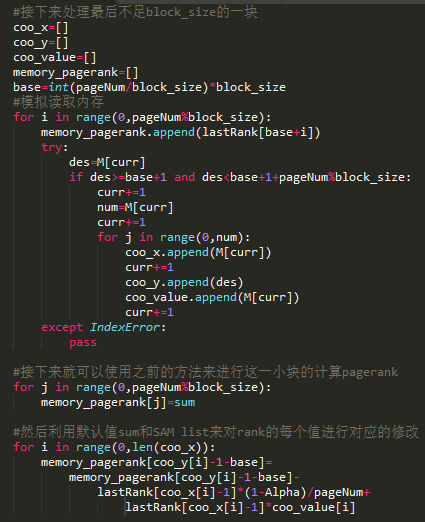 #接下来处理最后不足block_size的一块
coo_x=[]
coo_y=[]
coo_value=[]
memory_pagerank=[]
base=int(pageNum/block_size)*block_size
#模拟读取内存
for i in range(0,pageNum%block_size):
    memory_pagerank.append(lastRank[base+i])
    try:
        des=M[curr]
        if des>=base+1 and des<base+1+pageNum%block_size:
            curr+=1
            num=M[curr]
            curr+=1
            for j in range(0,num):
                coo_x.append(M[curr])
                curr+=1
                coo_y.append(des)
                coo_value.append(M[curr])
                curr+=1
    except IndexError:
        pass
#接下来就可以使用之前的方法来进行这一小块的计算pagerank
for j in range(0,pageNum%block_size):
    memory_pagerank[j]=sum
#然后利用默认值sum和SAM list来对rank的每个值进行对应的修改
for i in range(0,len(coo_x)):
    memory_pagerank[coo_y[i]-1-base]=
        memory_pagerank[coo_y[i]-1-base]-
            lastRank[coo_x[i]-1]*(1-Alpha)/pageNum+
                lastRank[coo_x[i]-1]*coo_value[i]